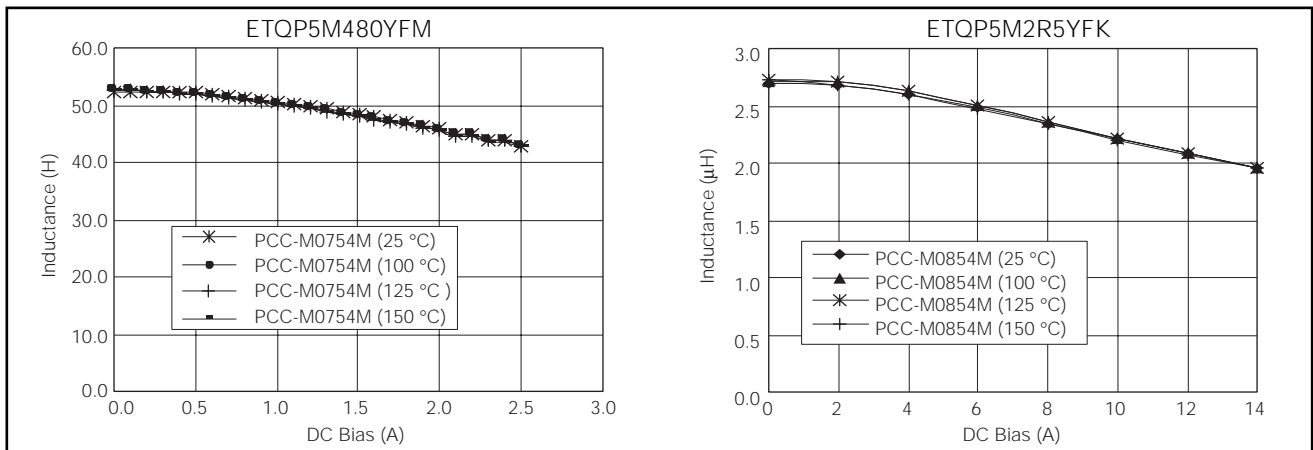 ETQP5M480YFM
60.0
50.0
40.0
30.0
20.0
10.0
0.0
Inductance (H)
PCC-M0754M (25 °C)
PCC-M0754M (100 °C)
PCC-M0754M (125 °C )
PCC-M0754M (150 °C)
0.0 0.5 1.0 1.5 2.0 2.5 3.0
DC Bias (A)
ETQP5M2R5YFK
3.0
2.5
2.0
1.5
1.0
0.5
0.0
Inductance (µH)
PCC-M0854M (25 °C)
PCC-M0854M (100 °C)
PCC-M0854M (125 °C)
PCC-M0854M (150 °C)
0 2 4 6 8 10 12 14
DC Bias (A)